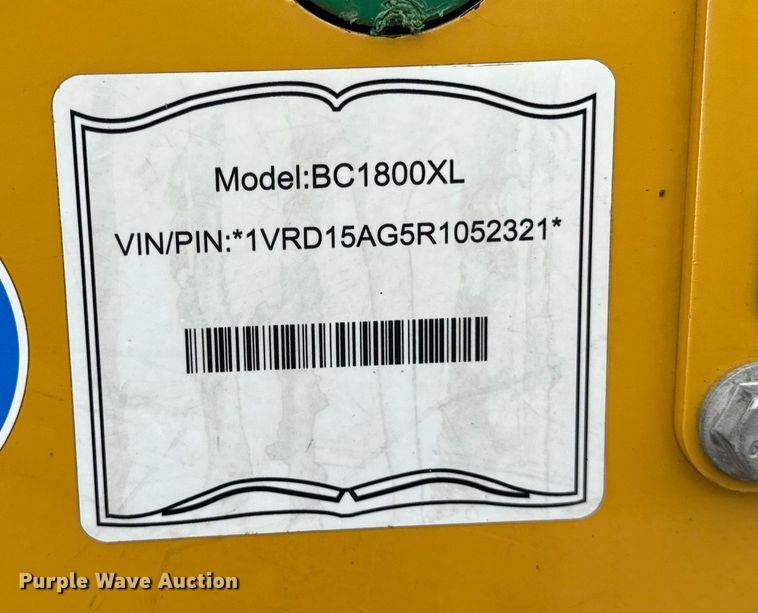 Model:BC1800XL
VIN/PIN:*1VRD15AG5R1052321*
Purple Wave Auction